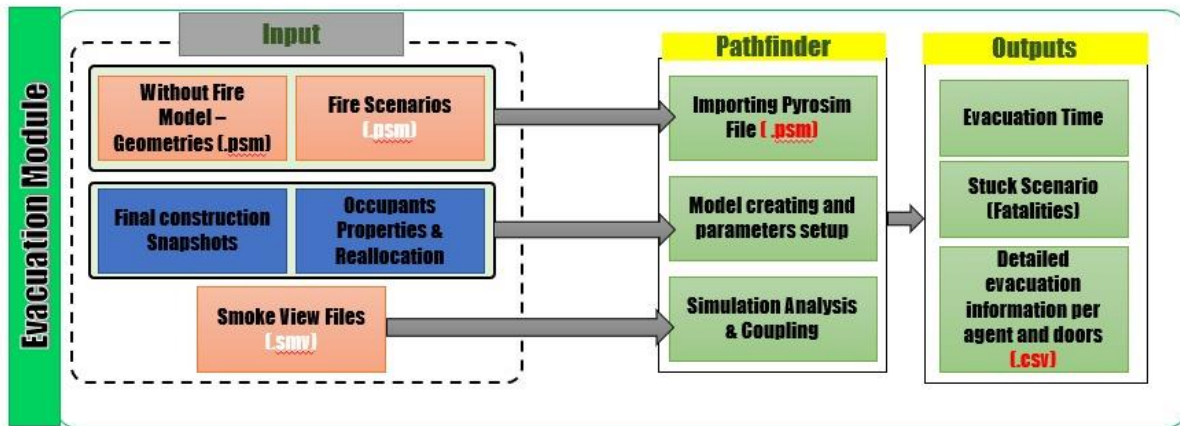 Evacuation Module
Input
Without Fire
Model –
Geometries (.psm)
Fire Scenarios
(.psm)
Final construction
Snapshots
Occupants
Properties &
Reallocation
Smoke View Files
(.smv)
Pathfinder
Importing Pyrosim
File ( .psm)
Model creating and
parameters setup
Simulation Analysis
& Coupling
Outputs
Evacuation Time
Stuck Scenario
(Fatalities)
Detailed
evacuation
information per
agent and doors
(.csv)